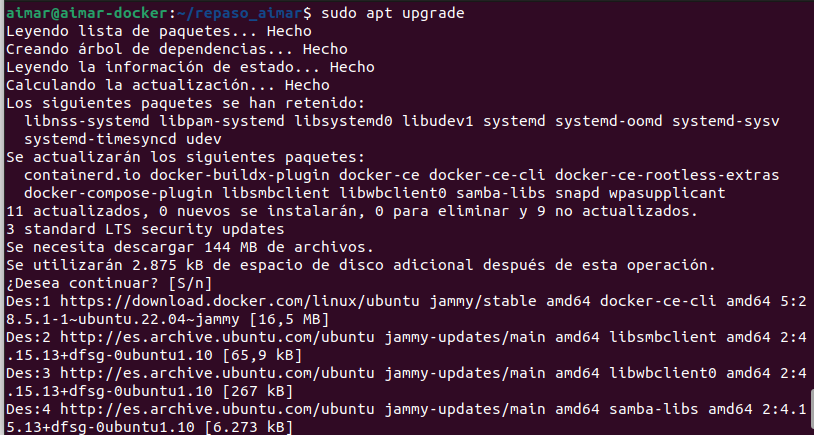 aimar@aimar-docker:~/repaso_aimar$ sudo apt upgrade
Leyendo lista de paquetes... Hecho
Creando árbol de dependencias... Hecho
Leyendo la información de estado... Hecho
Calculando la actualización... Hecho
Los siguientes paquetes se han retenido:
  libnss-systemd libpam-systemd libsystemd0 libudev1 systemd systemd-oomd systemd-sysv
  systemd-timesyncd udev
Se actualizarán los siguientes paquetes:
  containerd.io docker-buildx-plugin docker-ce docker-ce-cli docker-ce-rootless-extras
  docker-compose-plugin libsmbclient libwbclient0 samba-libs snapd wpasupplicant
11 actualizados, 0 nuevos se instalarán, 0 para eliminar y 9 no actualizados.
3 standard LTS security updates
Se necesita descargar 144 MB de archivos.
Se utilizarán 2.875 kB de espacio de disco adicional después de esta operación.
¿Desea continuar? [S/n]
Des:1 https://download.docker.com/linux/ubuntu jammy/stable amd64 docker-ce-cli amd64 5:2
8.5.1-1~ubuntu.22.04~jammy [16,5 MB]
Des:2 http://es.archive.ubuntu.com/ubuntu jammy-updates/main amd64 libsmbclient amd64 2:4
.15.13+dfsg-0ubuntu1.10 [65,9 kB]
Des:3 http://es.archive.ubuntu.com/ubuntu jammy-updates/main amd64 libwbclient0 amd64 2:4
.15.13+dfsg-0ubuntu1.10 [267 kB]
Des:4 http://es.archive.ubuntu.com/ubuntu jammy-updates/main amd64 samba-libs amd64 2:4.1
5.13+dfsg-0ubuntu1.10 [6.273 kB]